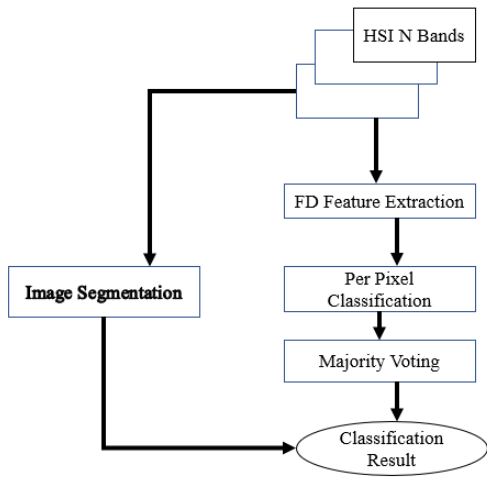 HSI N Bands
FD Feature Extraction
Image Segmentation
Per Pixel
Classification
Majority Voting
Classification
Result